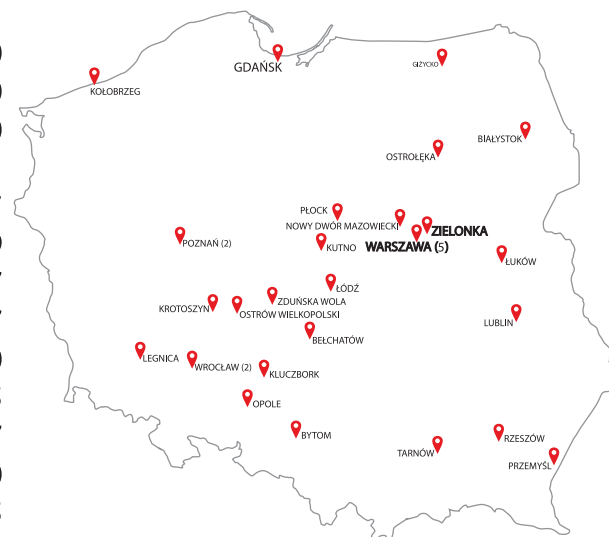 GDAŃSK
GIŻYCKO
KOŁOBRZEG
BIAŁYSTOK
OSTROŁĘKA
PŁOCK
NOWY DWÓR MAZOWIECKI
ZIELONKA
POZNAŃ (2)
KUTNO
WARSZAWA (5)
ŁUKÓW
ŁÓDŹ
ZDUŃSKA WOLA
KROTOSZYN
OSTRÓW WIELKOPOLSKI
LUBLIN
BEŁCHATÓW
LEGNICA
WROCŁAW (2)
KLUCZBORK
OPOLE
BYTOM
RZESZÓW
TARNÓW
PRZEMYŚL